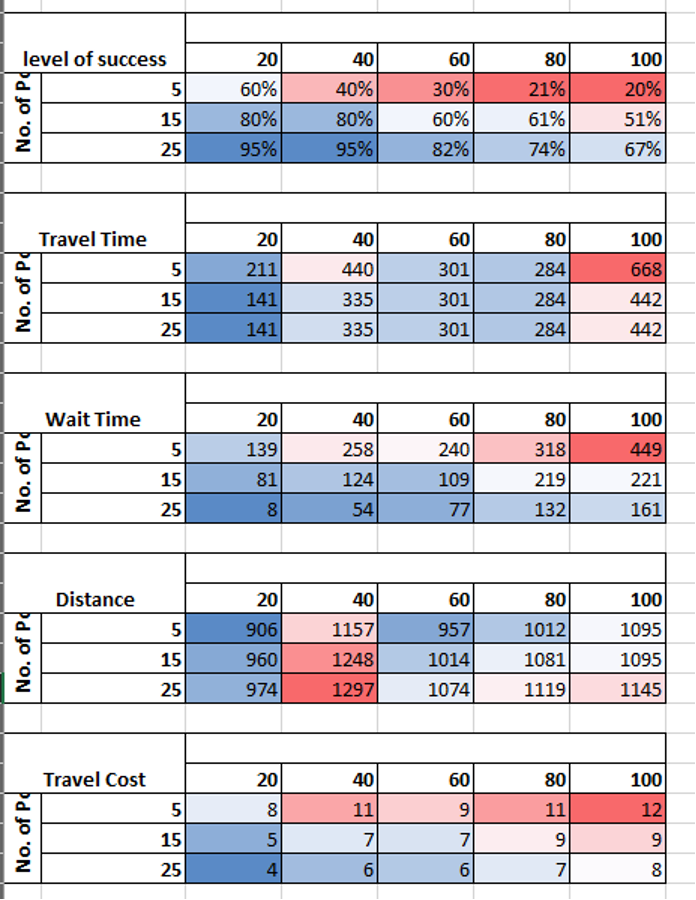 level of success 20 40 60 80 100
No. of 5 60% 40% 30% 21% 20%
15 80% 80% 60% 61% 51%
25 95% 95% 82% 74% 67%
Travel Time 20 40 60 80 100
No. of 5 211 440 301 284 668
15 141 335 301 284 442
25 141 335 301 284 442
Wait Time 20 40 60 80 100
No. of 5 139 258 240 318 449
15 81 124 109 219 221
25 8 54 77 132 161
Distance 20 40 60 80 100
No. of 5 906 1157 957 1012 1095
15 960 1248 1014 1081 1095
25 974 1297 1074 1119 1145
Travel Cost 20 40 60 80 100
No. of 5 8 11 9 11 12
15 5 7 7 9 9
25 4 6 6 7 8